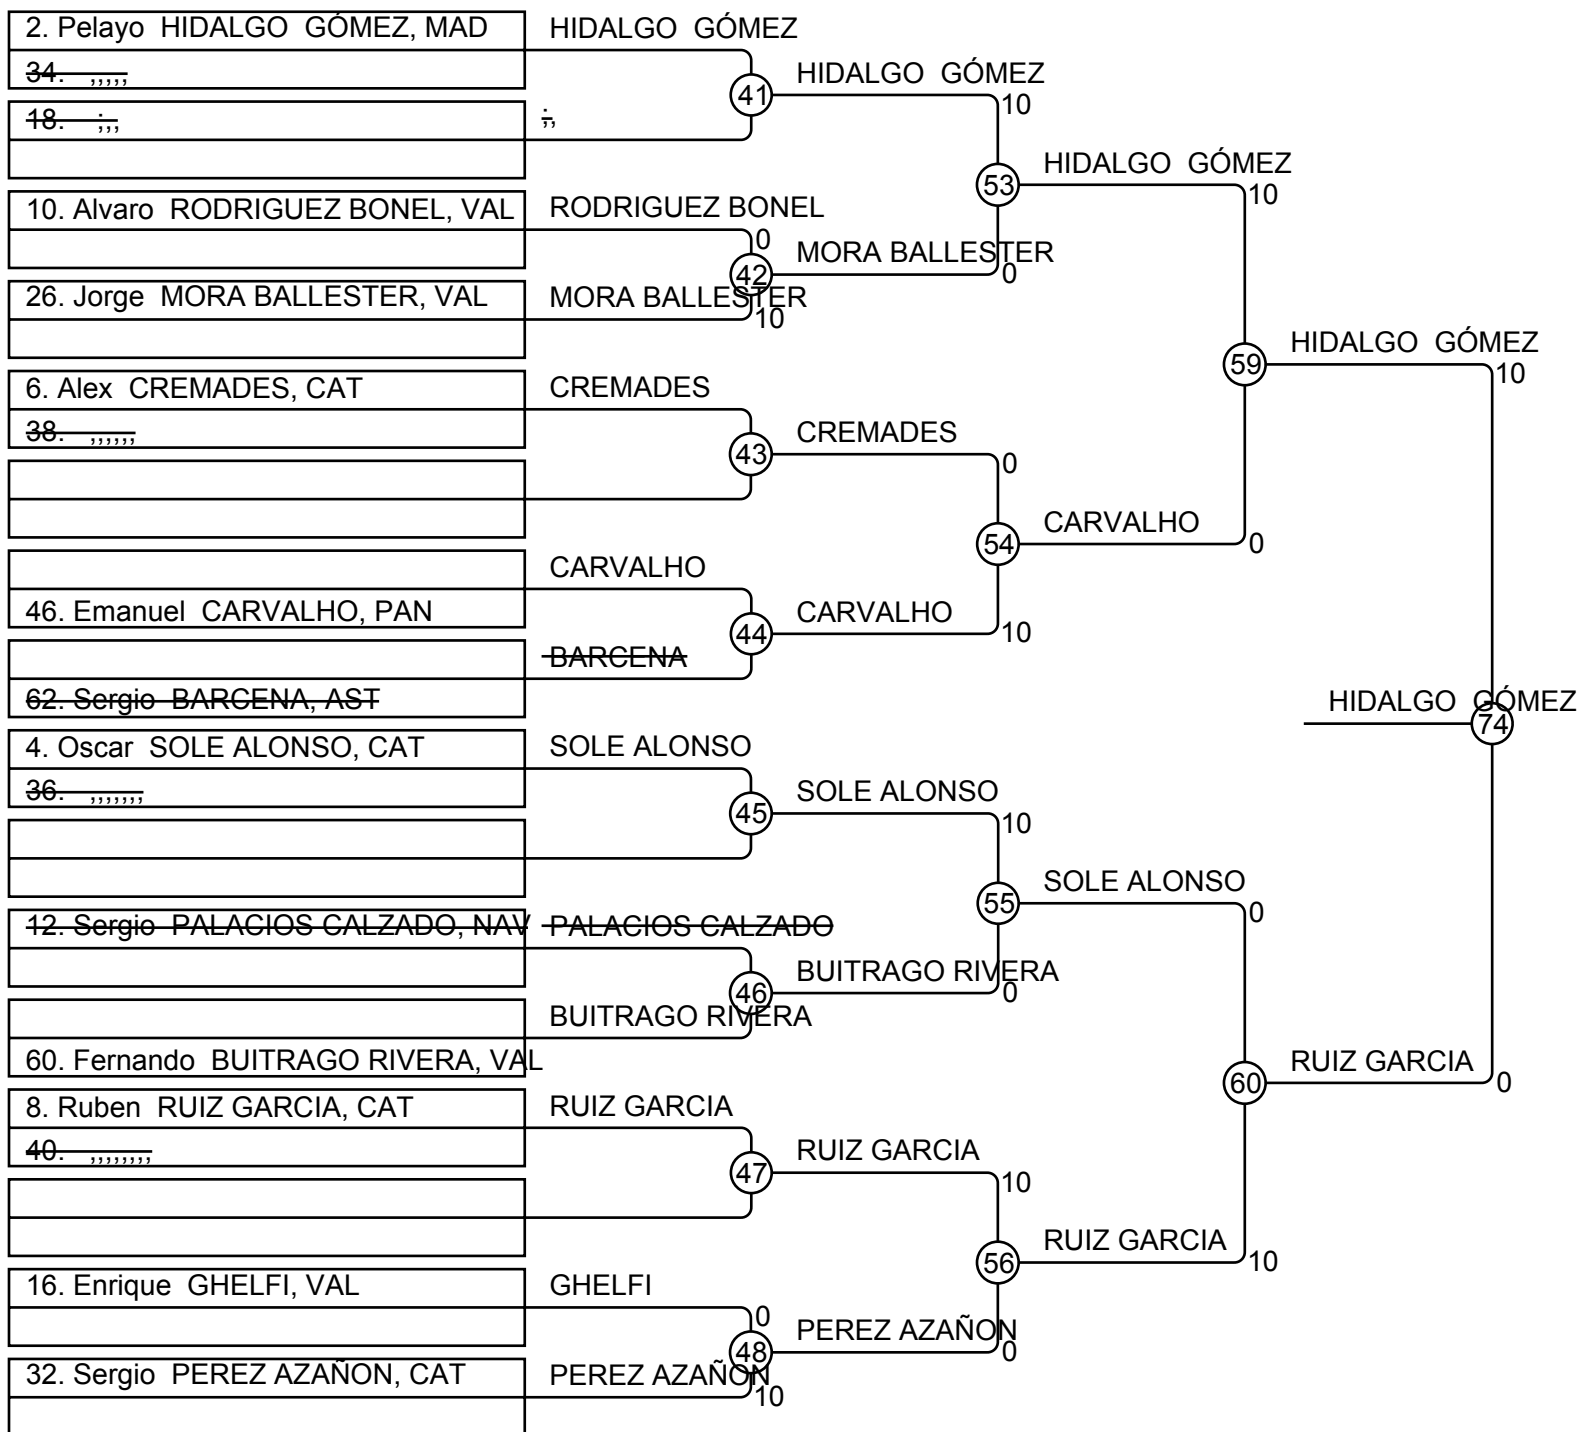 2. Pelayo  HIDALGO  GÓMEZ, MAD
HIDALGO  GÓMEZ
34.   ,,,,,
HIDALGO  GÓMEZ
41
10
18.   ;,,
;,
HIDALGO  GÓMEZ
53
10
10. Alvaro  RODRIGUEZ BONEL, VAL
RODRIGUEZ BONEL
0
MORA BALLESTER
42
0
26. Jorge  MORA BALLESTER, VAL
MORA BALLESTER
10
HIDALGO  GÓMEZ
59
10
6. Alex  CREMADES, CAT
CREMADES
38.   ,,,,,,
CREMADES
43
0
CARVALHO
54
0
CARVALHO
46. Emanuel  CARVALHO, PAN
CARVALHO
44
10
BARCENA
62. Sergio  BARCENA, AST
HIDALGO  GÓMEZ
74
4. Oscar  SOLE ALONSO, CAT
SOLE ALONSO
36.   ,,,,,,,
SOLE ALONSO
45
10
SOLE ALONSO
55
0
12. Sergio  PALACIOS CALZADO, NAV
PALACIOS CALZADO
BUITRAGO RIVERA
46
0
BUITRAGO RIVERA
60. Fernando  BUITRAGO RIVERA, VAL
RUIZ GARCIA
60
0
8. Ruben  RUIZ GARCIA, CAT
RUIZ GARCIA
40.   ,,,,,,,,
RUIZ GARCIA
47
10
RUIZ GARCIA
56
10
16. Enrique  GHELFI, VAL
GHELFI
0
PEREZ AZAÑON
48
0
32. Sergio  PEREZ AZAÑON, CAT
PEREZ AZAÑON
10